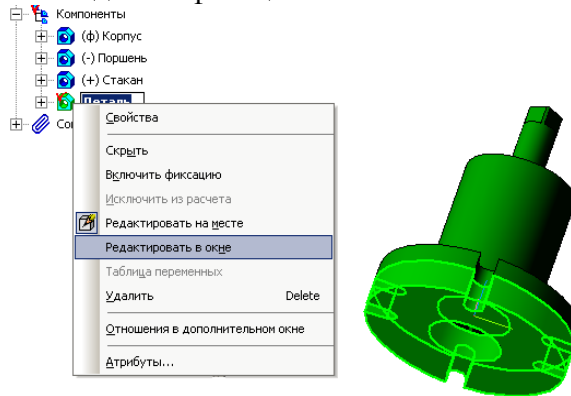 Компоненты
(ф) Корпус
(-) Поршень
(+) Стакан
Деталь
Свойства
Скрыть
Включить фиксацию
Исключить из расчета
Редактировать на месте
Редактировать в окне
Таблица переменных
Удалить Delete
Отношения в дополнительном окне
Атрибуты...